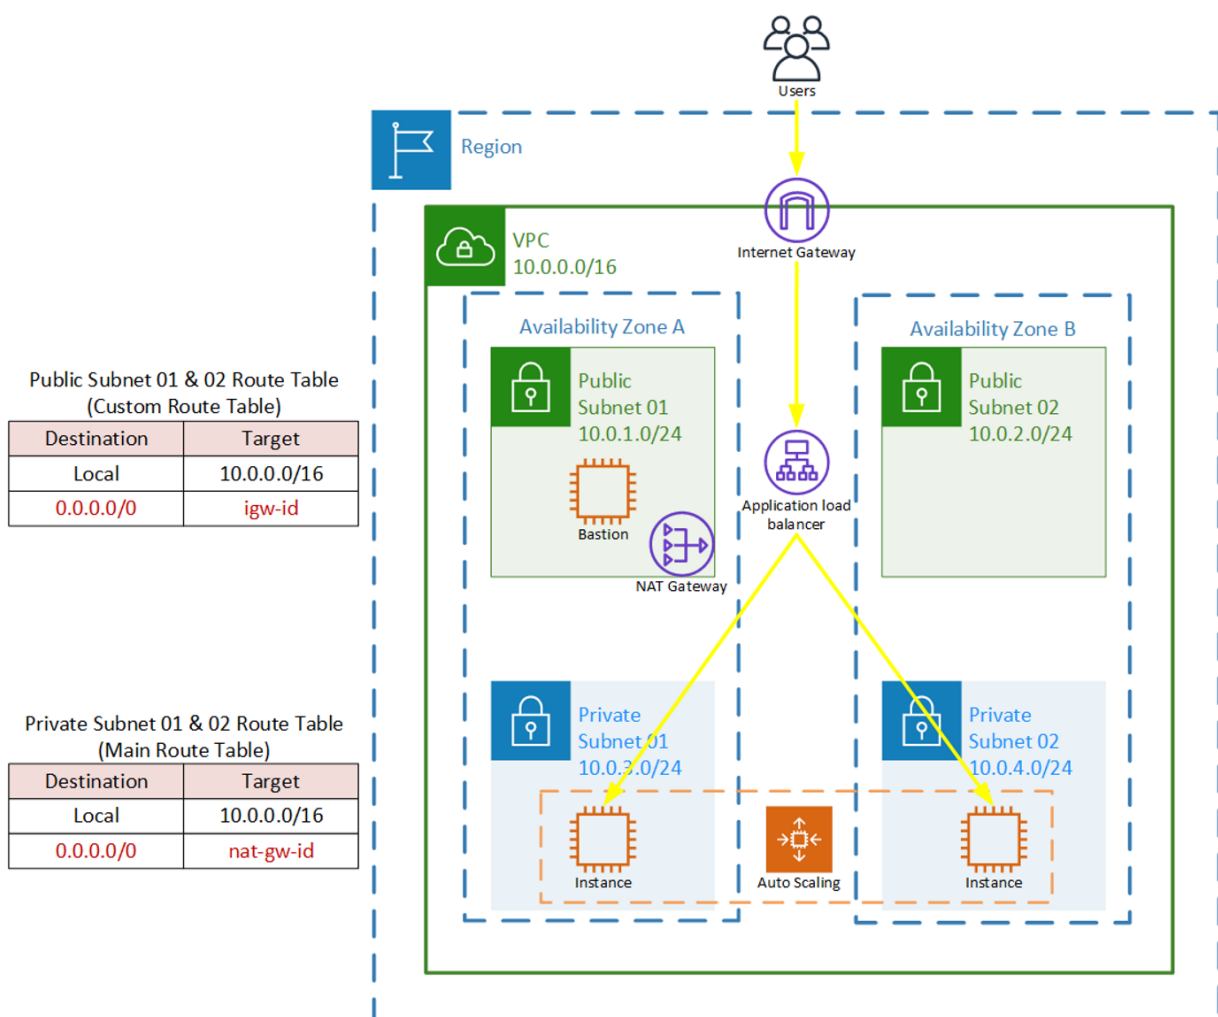 Users
Region
Internet Gateway
VPC
10.0.0.0/16
Availability Zone A
Availability Zone B
Public
Subnet 01
10.0.1.0/24
Public
Subnet 02
10.0.2.0/24
Bastion
NAT Gateway
Application load
balancer
Private
Subnet 01
10.0.3.0/24
Private
Subnet 02
10.0.4.0/24
Instance
Auto Scaling
Instance
Public Subnet 01 & 02 Route Table
(Custom Route Table)
Destination Target
Local 10.0.0.0/16
0.0.0.0/0 igw-id
Private Subnet 01 & 02 Route Table
(Main Route Table)
Destination Target
Local 10.0.0.0/16
0.0.0.0/0 nat-gw-id